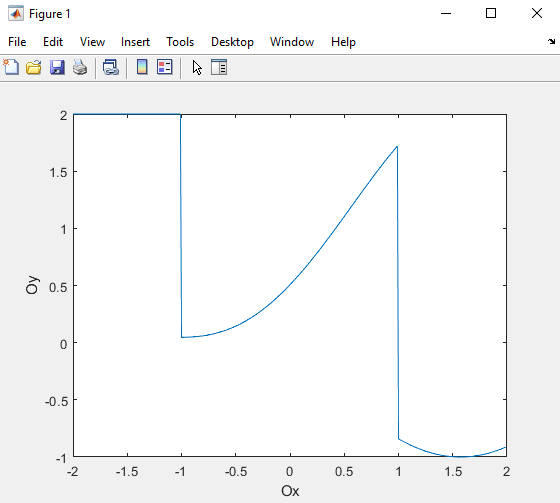 Figure 1
File Edit View Insert Tools Desktop Window Help
2
1.5
1
0.5
0
-0.5
-1
Oy
-2 -1.5 -1 -0.5 0 0.5 1 1.5 2
Ox